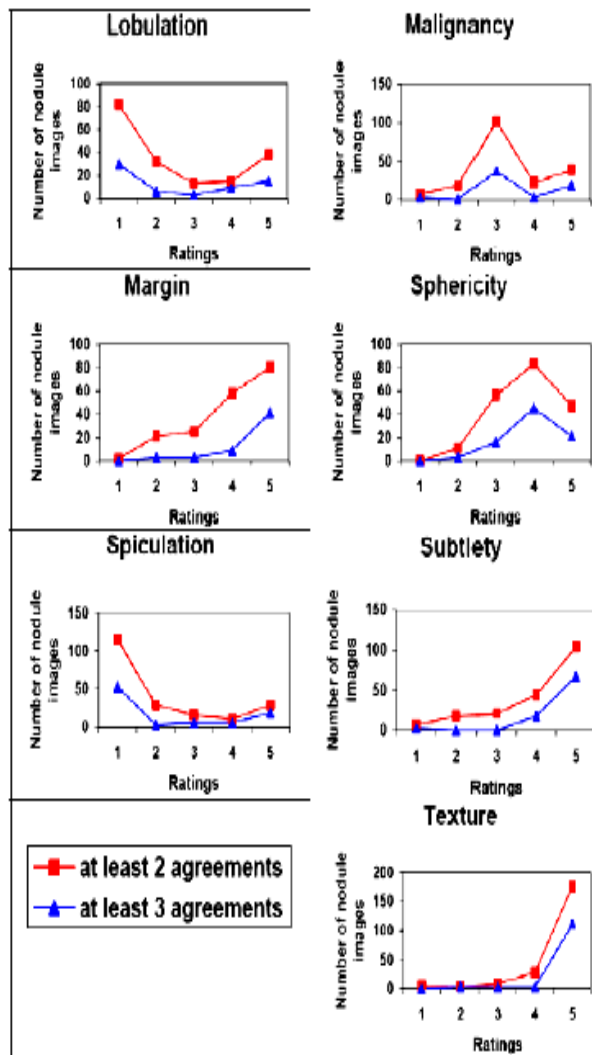 Lobulation
Number of nodule
images
100
80
60
40
20
0
1 2 3 4 5
Ratings
Malignancy
Number of nodule
images
150
100
50
0
1 2 3 4 5
Ratings
Margin
Number of nodule
images
100
80
60
40
20
0
1 2 3 4 5
Ratings
Sphericity
Number of nodule
images
100
80
60
40
20
0
1 2 3 4 5
Ratings
Spiculation
Number of nodule
images
150
100
50
0
1 2 3 4 5
Ratings
Subtlety
Number of nodule
images
150
100
50
0
1 2 3 4 5
Ratings
at least 2 agreements
at least 3 agreements
Texture
Number of nodule
images
200
150
100
50
0
1 2 3 4 5
Ratings